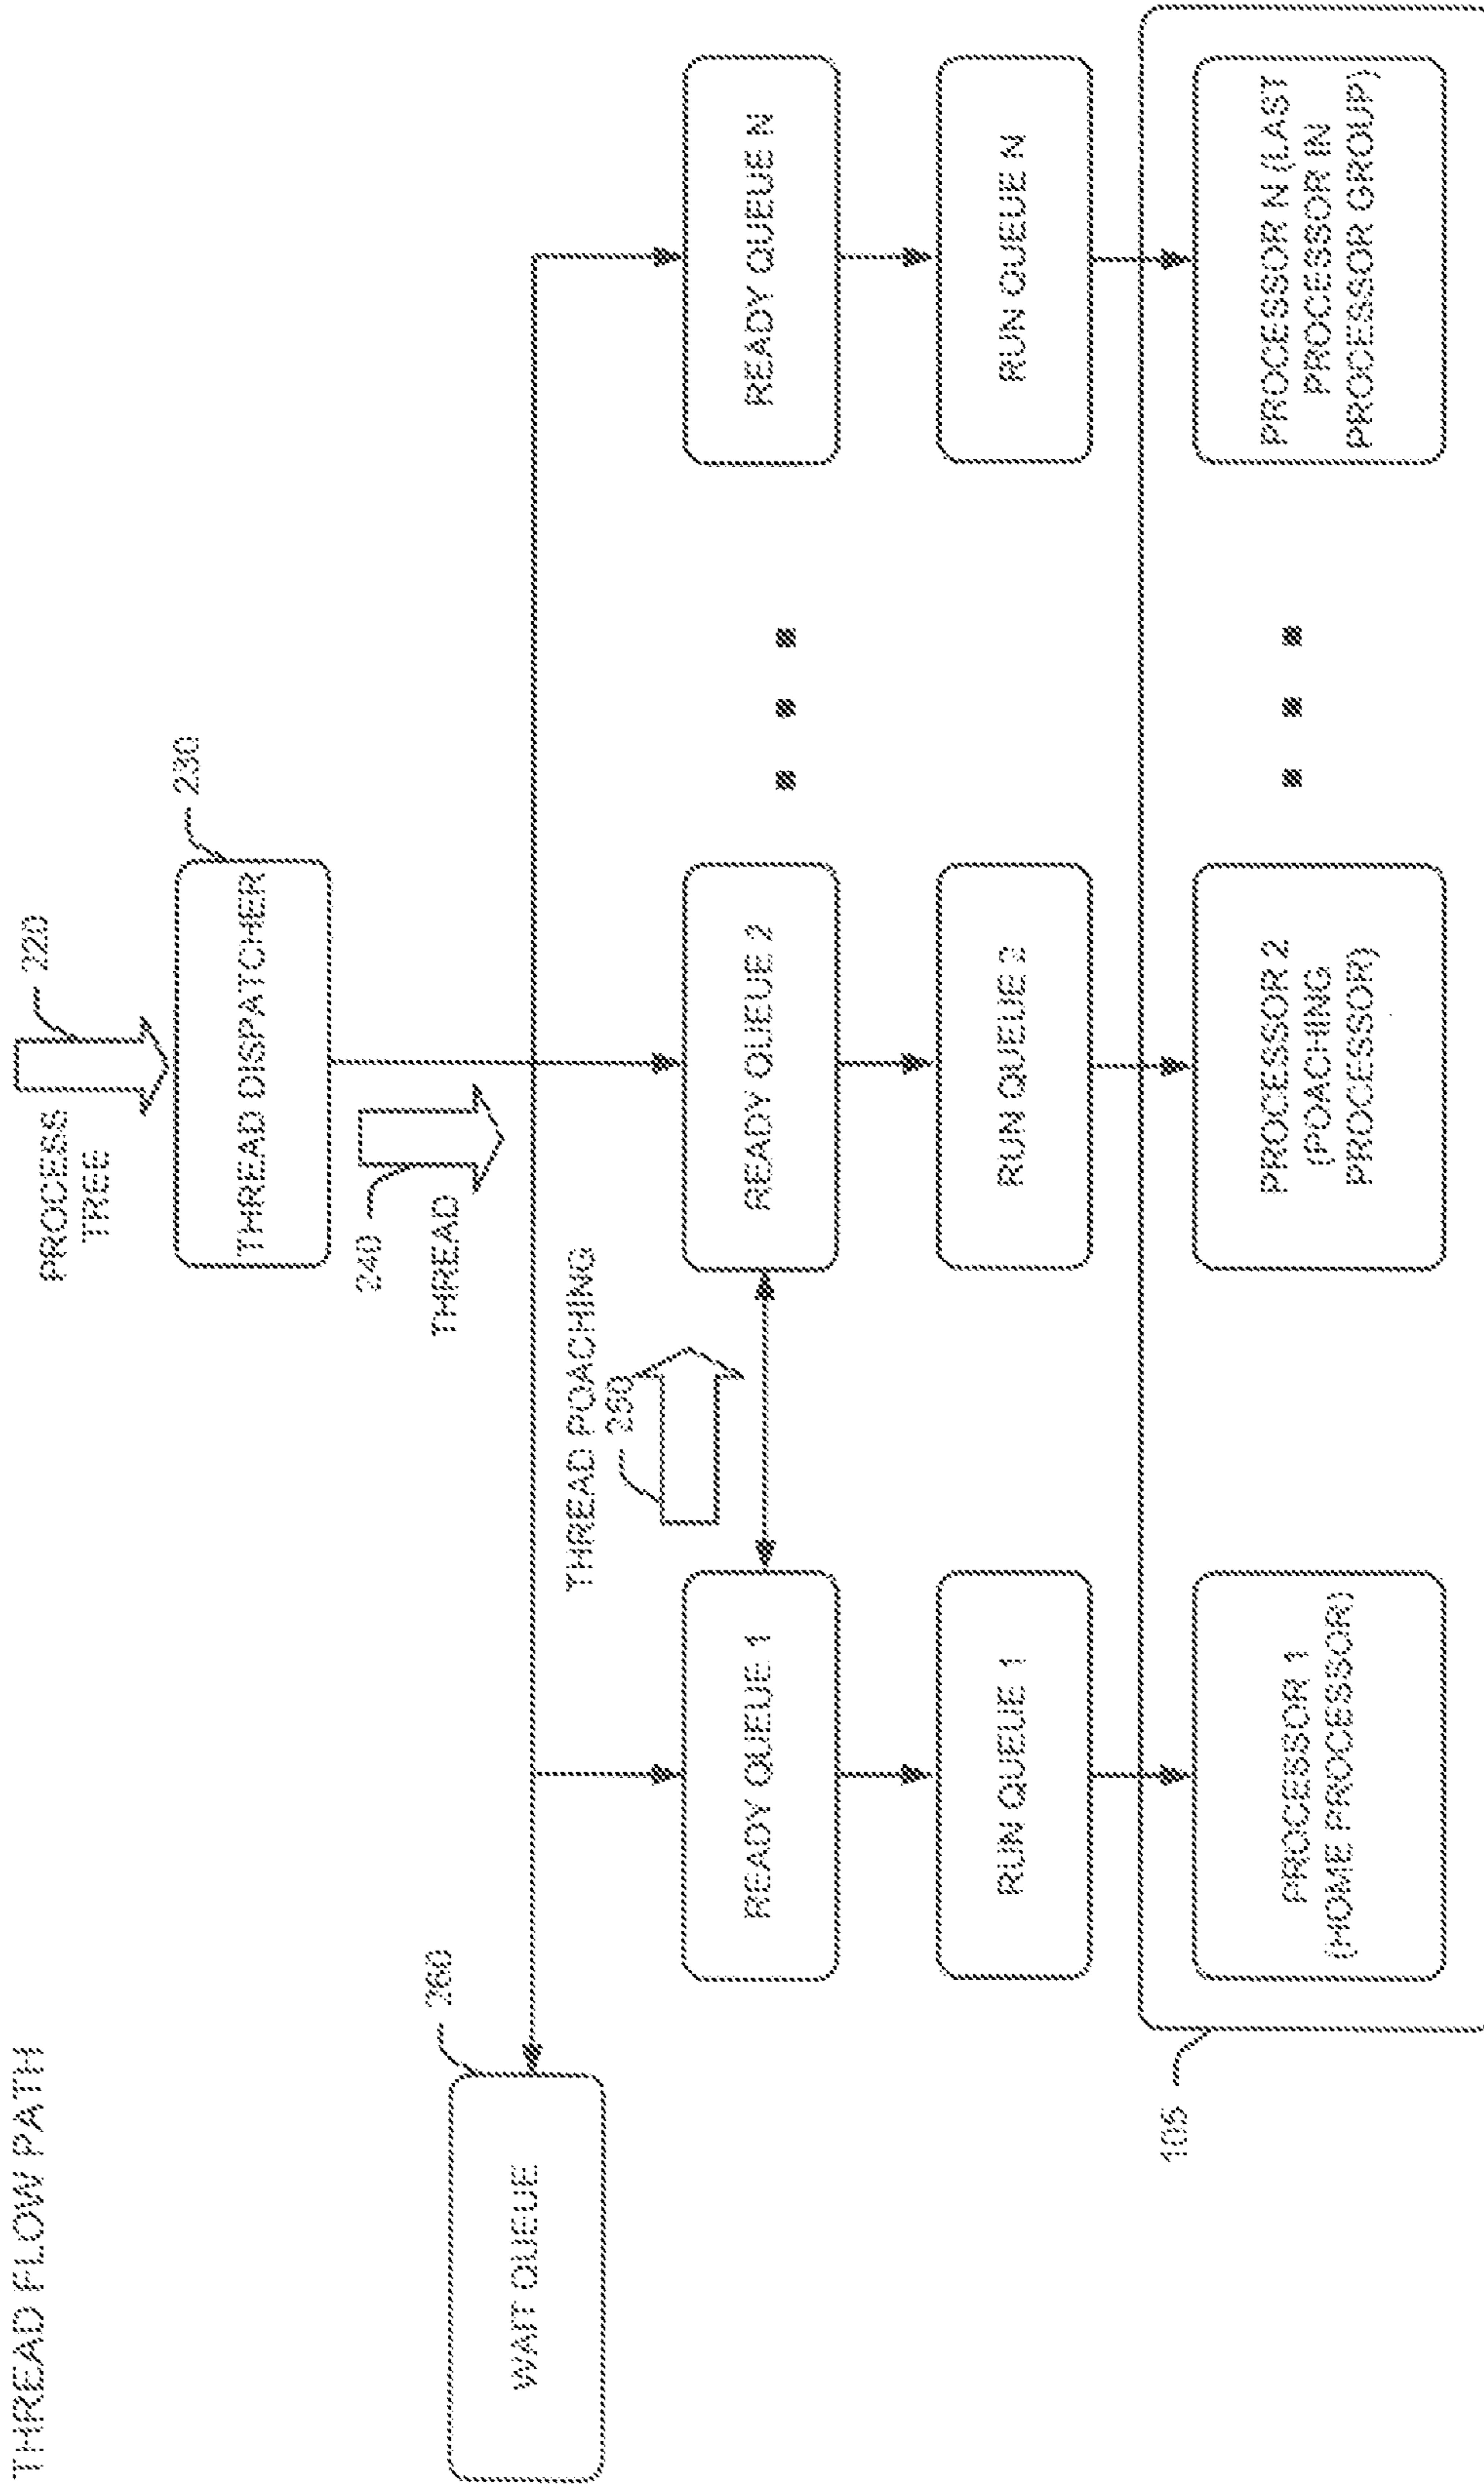 THREAD FLOW PATH
PROCESS
TREE
220
THREAD DISPATCHER
230
240
THREAD
WAIT QUEUE
260
THREAD POACHING
250
READY QUEUE 1
READY QUEUE 2
READY QUEUE N
RUN QUEUE 1
RUN QUEUE 2
RUN QUEUE N
105
PROCESSOR 1
(HOME PROCESSOR)
PROCESSOR 2
(POACHING
PROCESSOR)
PROCESSOR N (LAST
PROCESSOR IN
PROCESSOR GROUP)